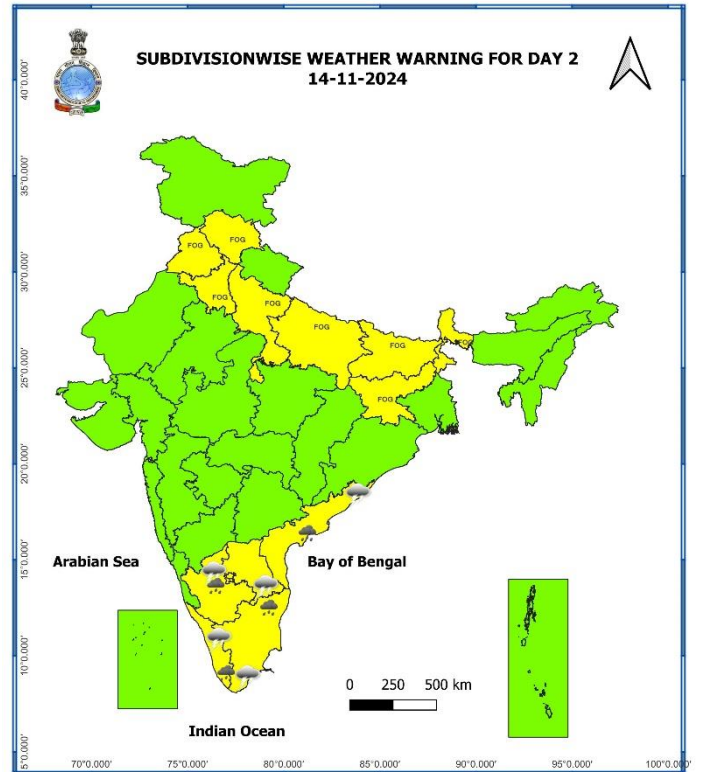 SUBDIVISIONWISE WEATHER WARNING FOR DAY 2
14-11-2024
40°0.000'
35°0.000'
30°0.000'
25°0.000'
20°0.000'
15°0.000'
10°0.000'
5°0.000'
FOG
FOG
FOG
FOG
FOG
FOG
FOG
FOG
Arabian Sea
Bay of Bengal
0 250 500 km
Indian Ocean
70°0.000' 75°0.000' 80°0.000' 85°0.000' 90°0.000' 95°0.000' 100°0.000'